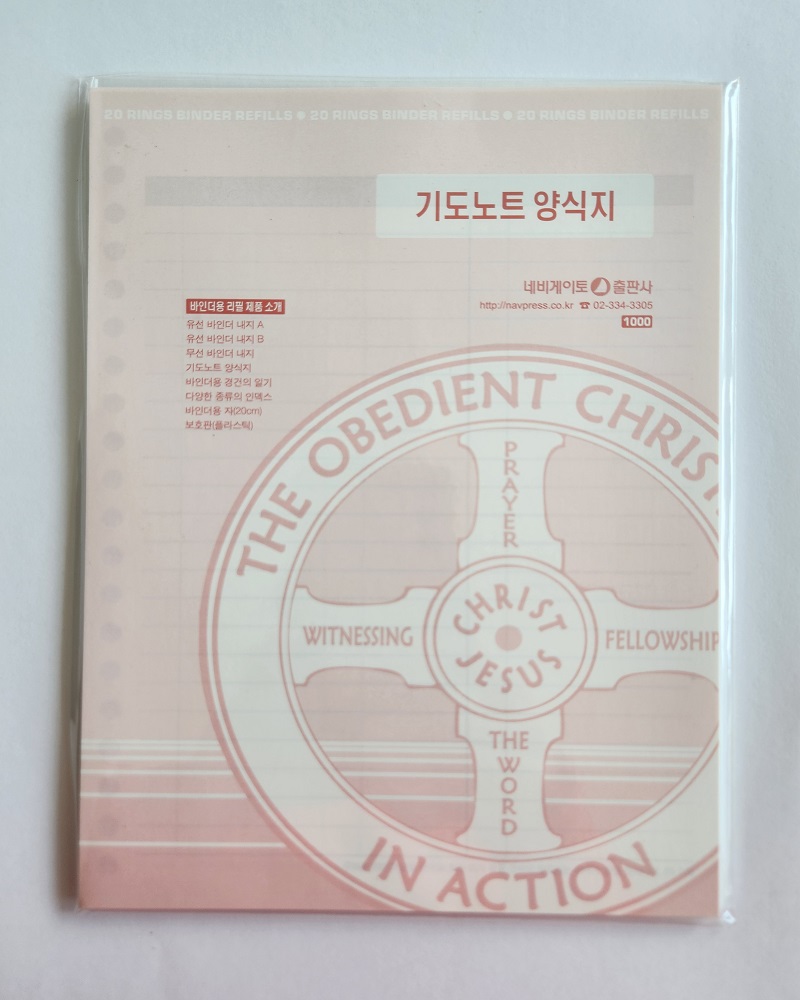 20 RINGS BINDER REFILLS ● 20 RINGS BINDER REFILLS ● 20 RINGS BINDER REFILLS
기도노트 양식지
네비게이토 출판사
http://navpress.co.kr ☎ 02-334-3305
1000
바인더용 리필 제품 소개
유선 바인더 내지 A
유선 바인더 내지 B
무선 바인더 내지
기도노트 양식지
바인더용 경건의 일기
다양한 종류의 인덱스
바인더용 자(20cm)
보호판(플라스틱)
THE OBEDIENT CHRIST
PRAYER
CHRIST
JESUS
WITNESSING
FELLOWSHIP
THE
WORD
IN ACTION